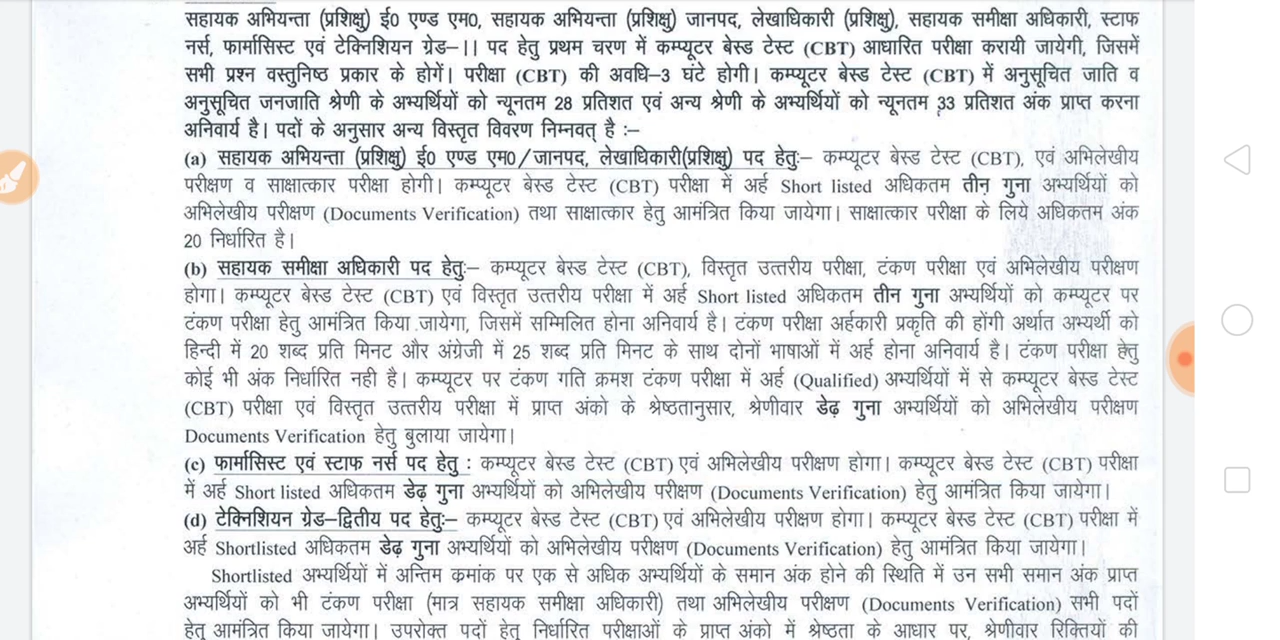 सहायक अभियन्ता (प्रशिक्षु) ई० एण्ड एम०, सहायक अभियन्ता (प्रशिक्षु) जानपद, लेखाधिकारी (प्रशिक्षु), सहायक समीक्षा अधिकारी, स्टाफ
नर्स, फार्मासिस्ट एवं टेक्निशियन ग्रेड–।। पद हेतु प्रथम चरण में कम्प्यूटर बेस्ड टेस्ट (CBT) आधारित परीक्षा करायी जायेगी, जिसमें
सभी प्रश्न वस्तुनिष्ठ प्रकार के होगें। परीक्षा (CBT) की अवधि–3 घंटे होगी। कम्प्यूटर बेस्ड टेस्ट (CBT) में अनुसूचित जाति व
अनुसूचित जनजाति श्रेणी के अभ्यर्थियों को न्यूनतम 28 प्रतिशत एवं अन्य श्रेणी के अभ्यर्थियों को न्यूनतम 33 प्रतिशत अंक प्राप्त करना
अनिवार्य है। पदों के अनुसार अन्य विस्तृत विवरण निम्नवत् है :–
(a) सहायक अभियन्ता (प्रशिक्षु) ई० एण्ड एम०/जानपद, लेखाधिकारी(प्रशिक्षु) पद हेतुः– कम्प्यूटर बेस्ड टेस्ट (CBT), एवं अभिलेखीय
परीक्षण व साक्षात्कार परीक्षा होगी। कम्प्यूटर बेस्ड टेस्ट (CBT) परीक्षा में अर्ह Short listed अधिकतम तीन गुना अभ्यर्थियों को
अभिलेखीय परीक्षण (Documents Verification) तथा साक्षात्कार हेतु आमंत्रित किया जायेगा। साक्षात्कार परीक्षा के लिये अधिकतम अंक
20 निर्धारित है।
(b) सहायक समीक्षा अधिकारी पद हेतुः– कम्प्यूटर बेस्ड टेस्ट (CBT), विस्तृत उत्तरीय परीक्षा, टंकण परीक्षा एवं अभिलेखीय परीक्षण
होगा। कम्प्यूटर बेस्ड टेस्ट (CBT) एवं विस्तृत उत्तरीय परीक्षा में अर्ह Short listed अधिकतम तीन गुना अभ्यर्थियों को कम्प्यूटर पर
टंकण परीक्षा हेतु आमंत्रित किया जायेगा, जिसमें सम्मिलित होना अनिवार्य है। टंकण परीक्षा अर्हकारी प्रकृति की होंगी अर्थात अभ्यर्थी को
हिन्दी में 20 शब्द प्रति मिनट और अंग्रेजी में 25 शब्द प्रति मिनट के साथ दोनों भाषाओं में अर्ह होना अनिवार्य है। टंकण परीक्षा हेतु
कोई भी अंक निर्धारित नही है। कम्प्यूटर पर टंकण गति क्रमश टंकण परीक्षा में अर्ह (Qualified) अभ्यर्थियों में से कम्प्यूटर बेस्ड टेस्ट
(CBT) परीक्षा एवं विस्तृत उत्तरीय परीक्षा में प्राप्त अंको के श्रेष्ठतानुसार, श्रेणीवार डेढ़ गुना अभ्यर्थियों को अभिलेखीय परीक्षण
Documents Verification हेतु बुलाया जायेगा।
(c) फार्मासिस्ट एवं स्टाफ नर्स पद हेतु : कम्प्यूटर बेस्ड टेस्ट (CBT) एवं अभिलेखीय परीक्षण होगा। कम्प्यूटर बेस्ड टेस्ट (CBT) परीक्षा
में अर्ह Short listed अधिकतम डेढ़ गुना अभ्यर्थियों को अभिलेखीय परीक्षण (Documents Verification) हेतु आमंत्रित किया जायेगा।
(d) टेक्निशियन ग्रेड–द्वितीय पद हेतुः– कम्प्यूटर बेस्ड टेस्ट (CBT) एवं अभिलेखीय परीक्षण होगा। कम्प्यूटर बेस्ड टेस्ट (CBT) परीक्षा में
अर्ह Shortlisted अधिकतम डेढ़ गुना अभ्यर्थियों को अभिलेखीय परीक्षण (Documents Verification) हेतु आमंत्रित किया जायेगा।
Shortlisted अभ्यर्थियों में अन्तिम क्रमांक पर एक से अधिक अभ्यर्थियों के समान अंक होने की स्थिति में उन सभी समान अंक प्राप्त
अभ्यर्थियों को भी टंकण परीक्षा (मात्र सहायक समीक्षा अधिकारी) तथा अभिलेखीय परीक्षण (Documents Verification) सभी पदों
हेतु आमंत्रित किया जायेगा। उपरोक्त पदों हेतु निर्धारित परीक्षाओं के प्राप्त अंको में श्रेष्ठता के आधार पर, श्रेणीवार रिक्तियों की